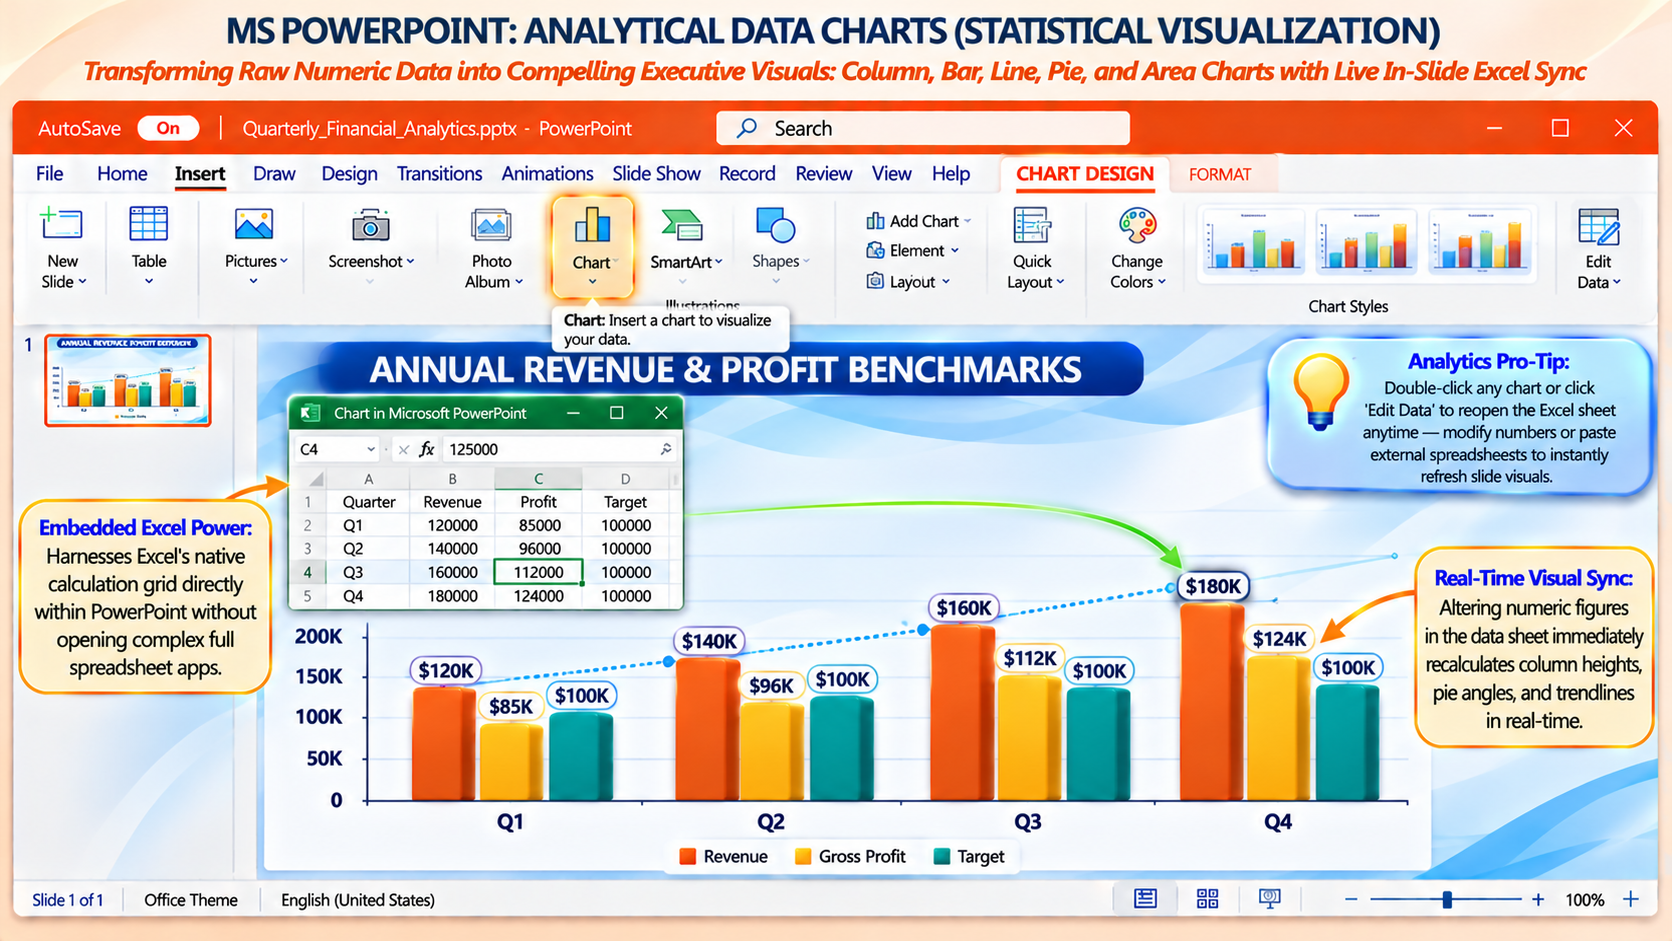 MS POWERPOINT: ANALYTICAL DATA CHARTS (STATISTICAL VISUALIZATION)
Transforming Raw Numeric Data into Compelling Executive Visuals: Column, Bar, Line, Pie, and Area Charts with Live In-Slide Excel Sync
AutoSave On | Quarterly_Financial_Analytics.pptx - PowerPoint
Search
File Home Insert Draw Design Transitions Animations Slide Show Record Review View Help CHART DESIGN FORMAT
New
Slide
Table
Pictures
Screenshot
Photo
Album
Chart
SmartArt
Shapes
Illustrations
Add Chart
Element
Layout
Quick
Layout
Change
Colors
Chart Styles
Edit
Data
Chart: Insert a chart to visualize
your data.
1
ANNUAL REVENUE & PROFIT BENCHMARKS
Analytics Pro-Tip:
Double-click any chart or click
'Edit Data' to reopen the Excel sheet
anytime — modify numbers or paste
external spreadsheests to instantly
refresh slide visuals.
Chart in Microsoft PowerPoint
C4 fx 125000
A B C D
1 Quarter Revenue Profit Target
2 Q1 120000 85000 100000
3 Q2 140000 96000 100000
4 Q3 160000 112000 100000
5 Q4 180000 124000 100000
Embedded Excel Power:
Harnesses Excel's native
calculation grid directly
within PowerPoint without
opening complex full
spreadsheet apps.
Real-Time Visual Sync:
Altering numeric figures
in the data sheet immediately
recalculates column heights,
pie angles, and trendlines
in real-time.
200K
150K
100K
50K
0
$120K $85K $100K
$140K $96K $100K
$160K $112K $100K
$180K $124K $100K
Q1 Q2 Q3 Q4
Revenue Gross Profit Target
Slide 1 of 1 Office Theme English (United States) 100%